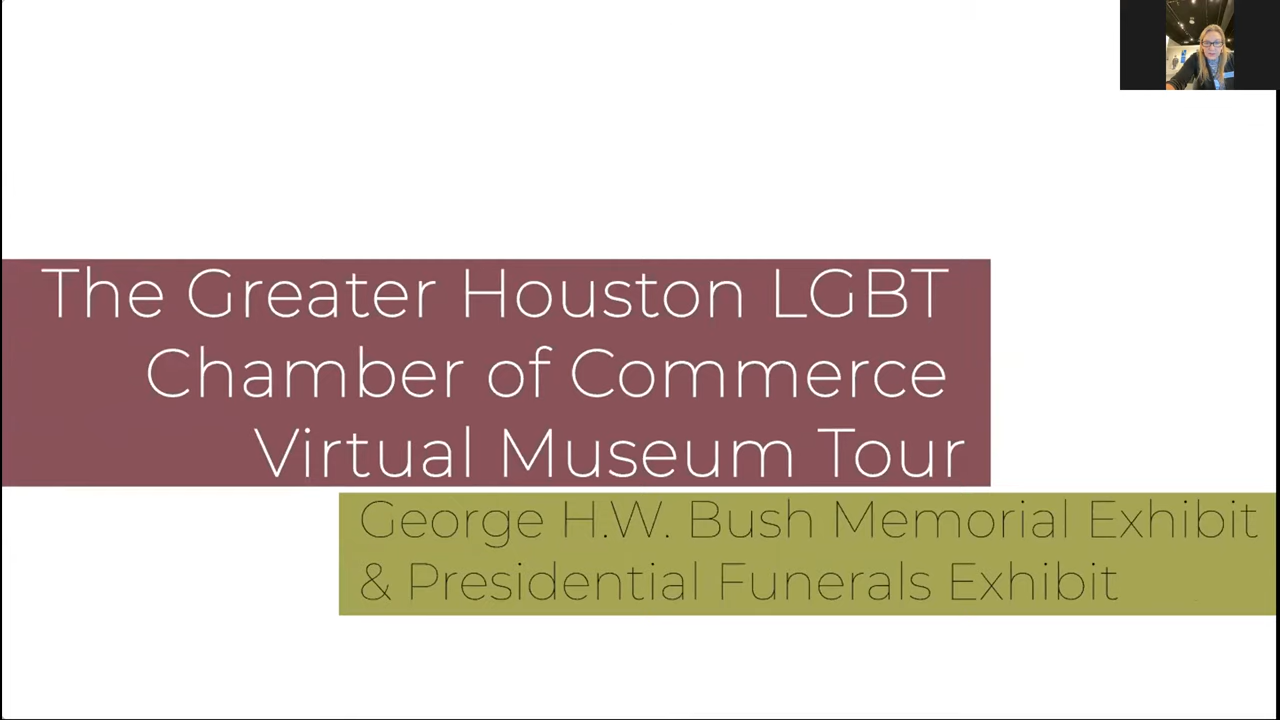 The Greater Houston LGBT
Chamber of Commerce
Virtual Museum Tour
George H.W. Bush Memorial Exhibit
& Presidential Funerals Exhibit